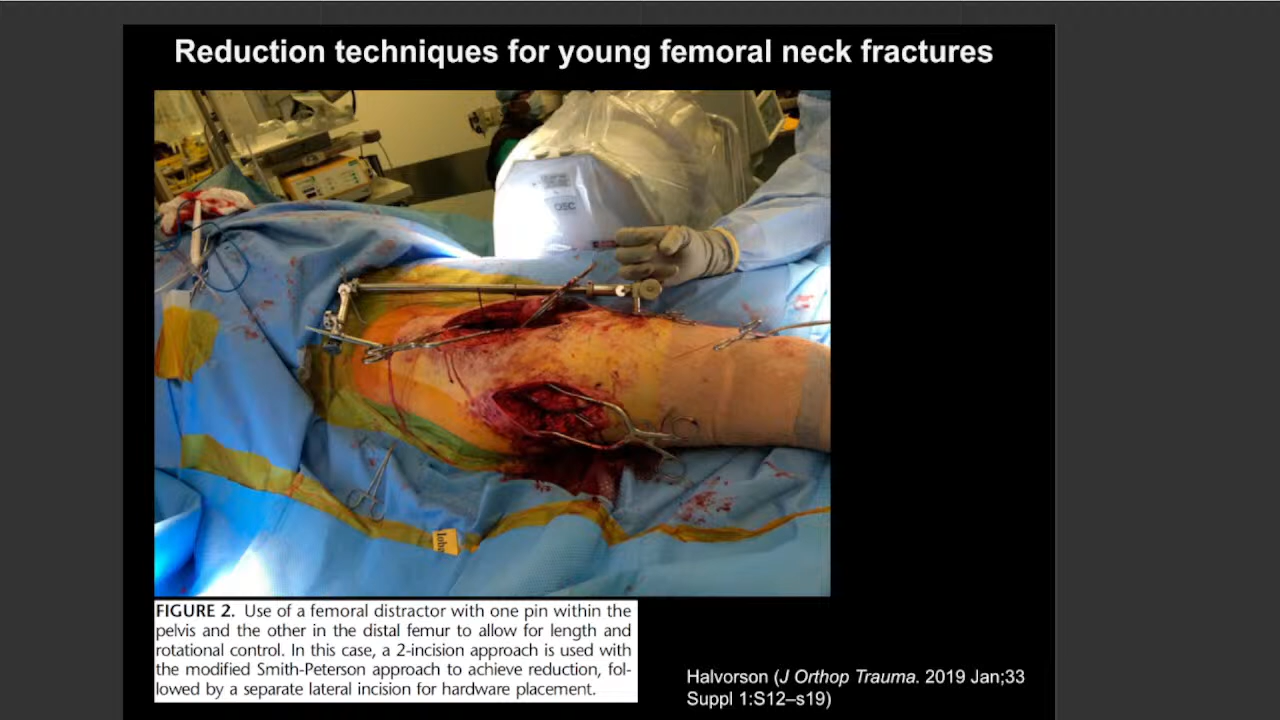 Reduction techniques for young femoral neck fractures
OSC
Ioba
FIGURE 2. Use of a femoral distractor with one pin within the
pelvis and the other in the distal femur to allow for length and
rotational control. In this case, a 2-incision approach is used with
the modified Smith-Peterson approach to achieve reduction, fol-
lowed by a separate lateral incision for hardware placement.
Halvorson (J Orthop Trauma. 2019 Jan;33
Suppl 1:S12–s19)